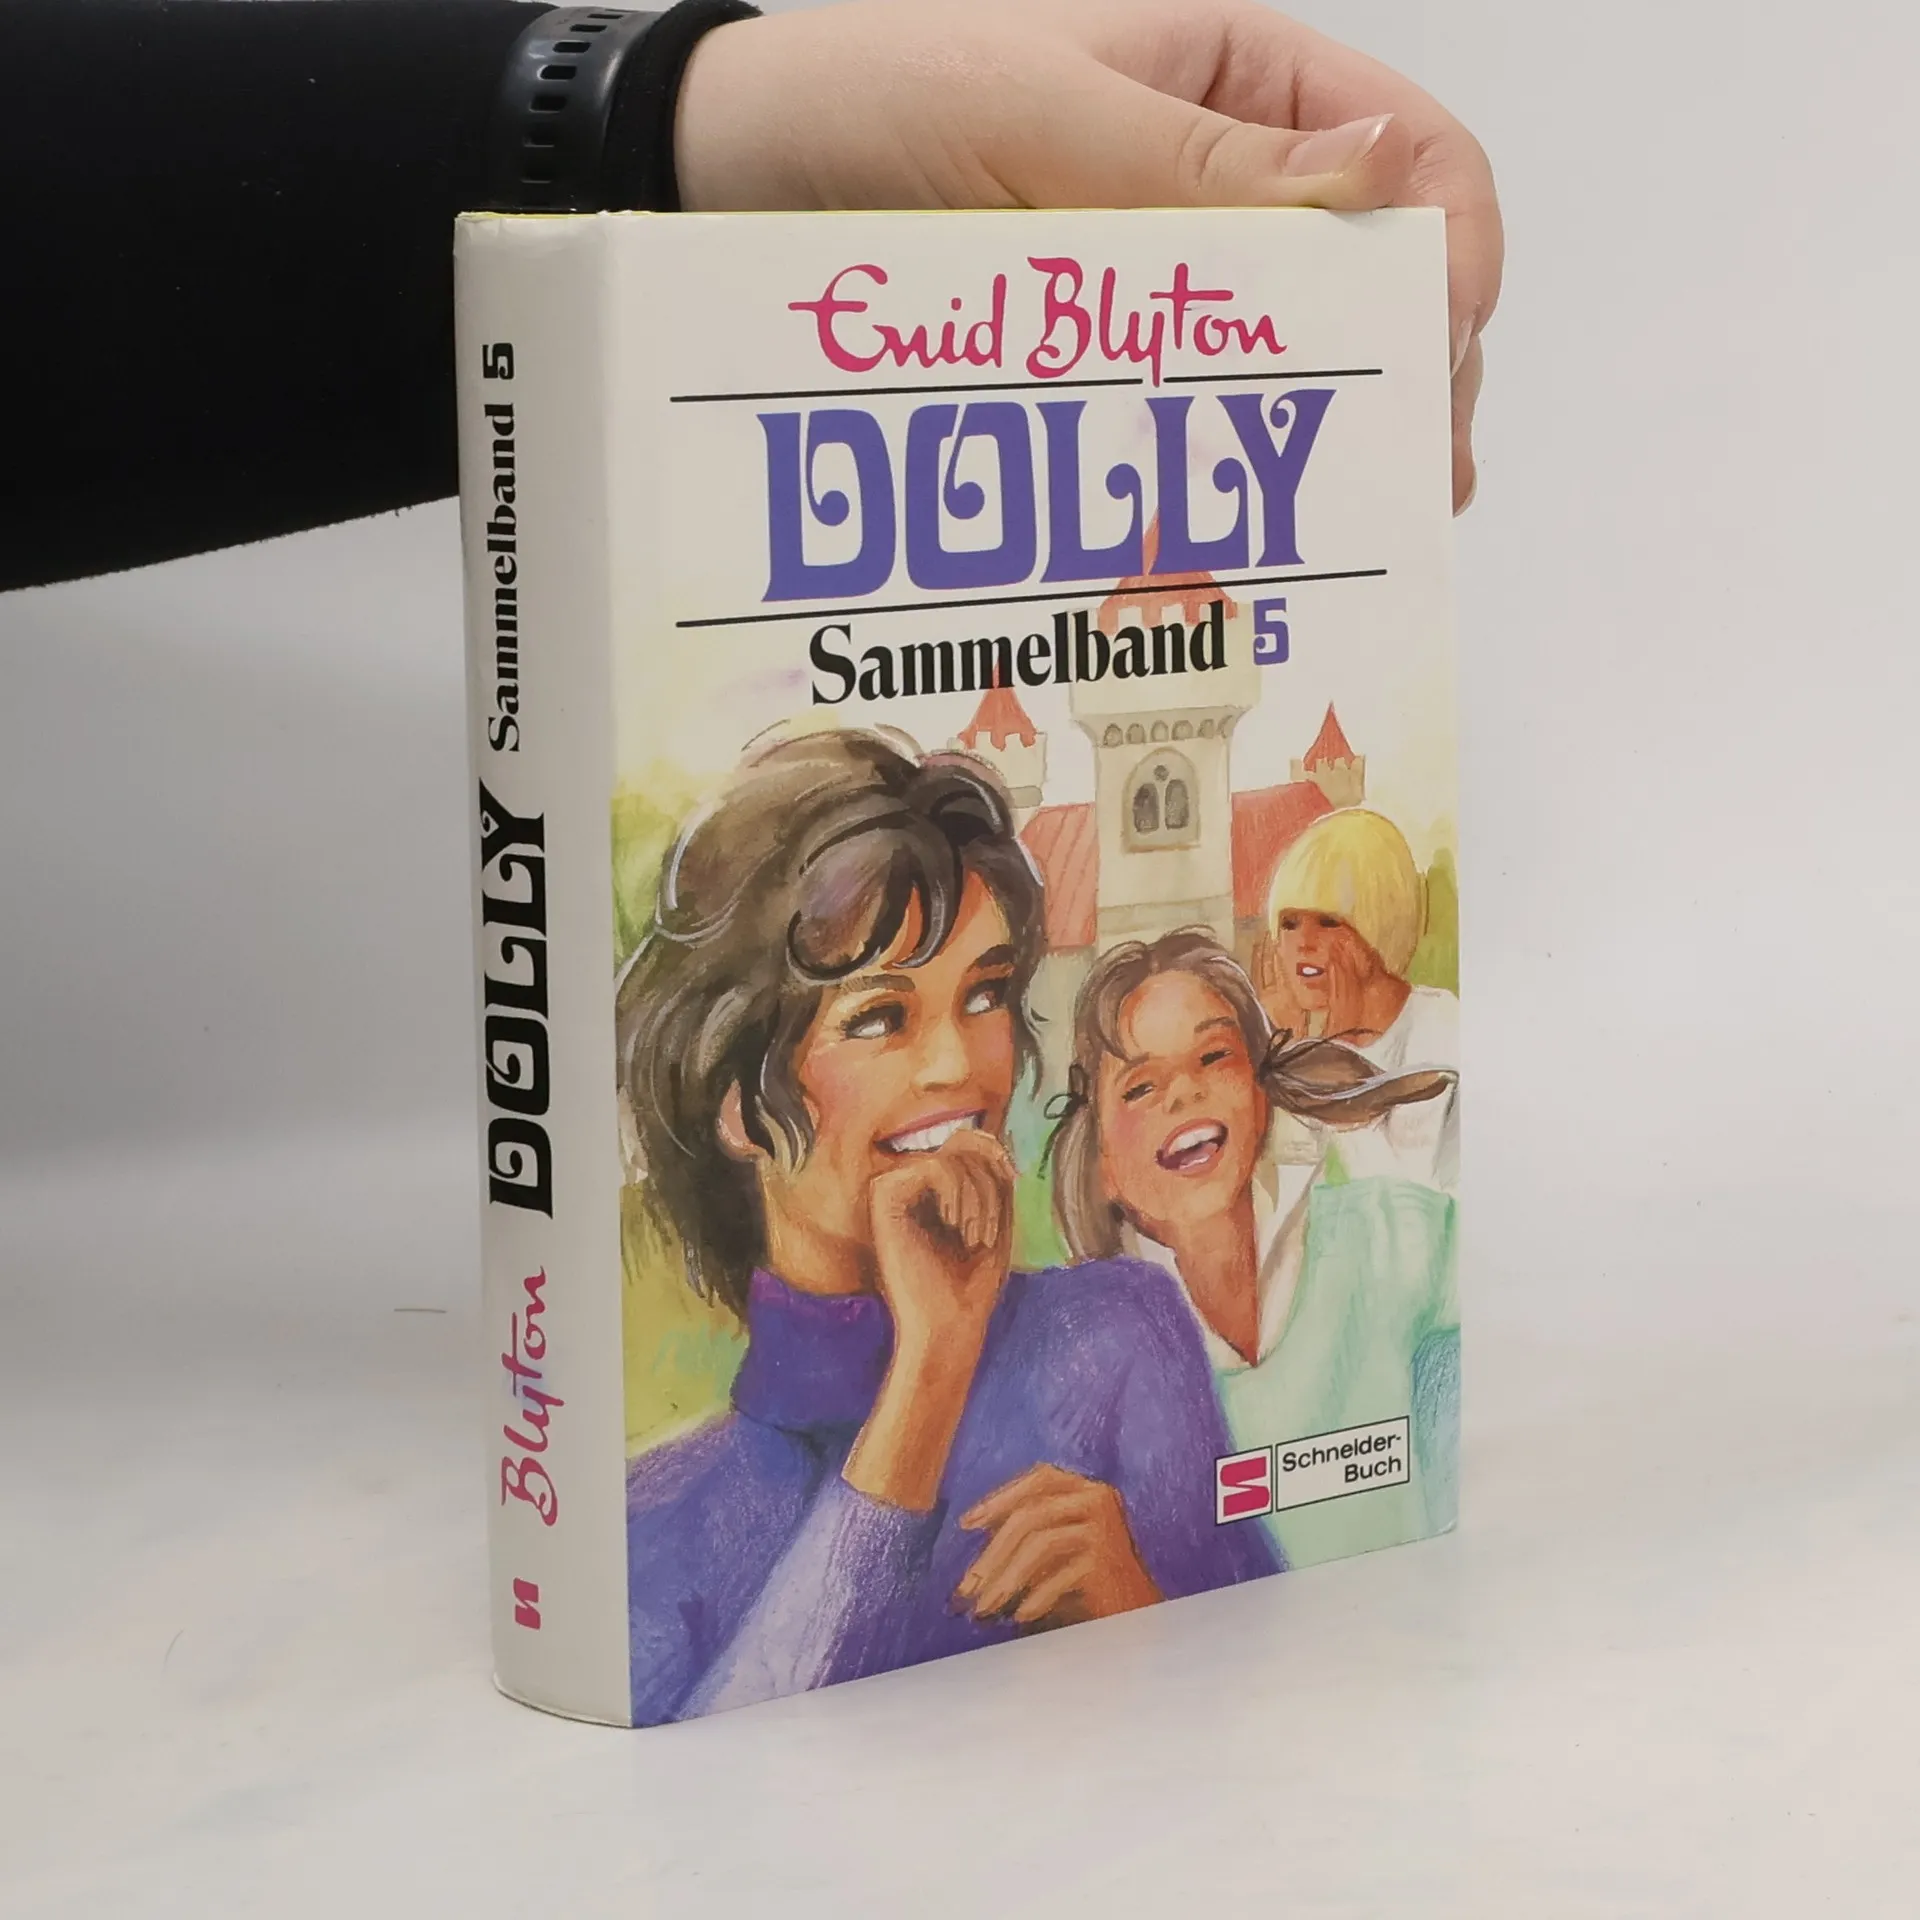 Enid Blyton
DOLLY
Sammelband 5
Schneider-
Buch
Blyton DOLLY Sammelband 5